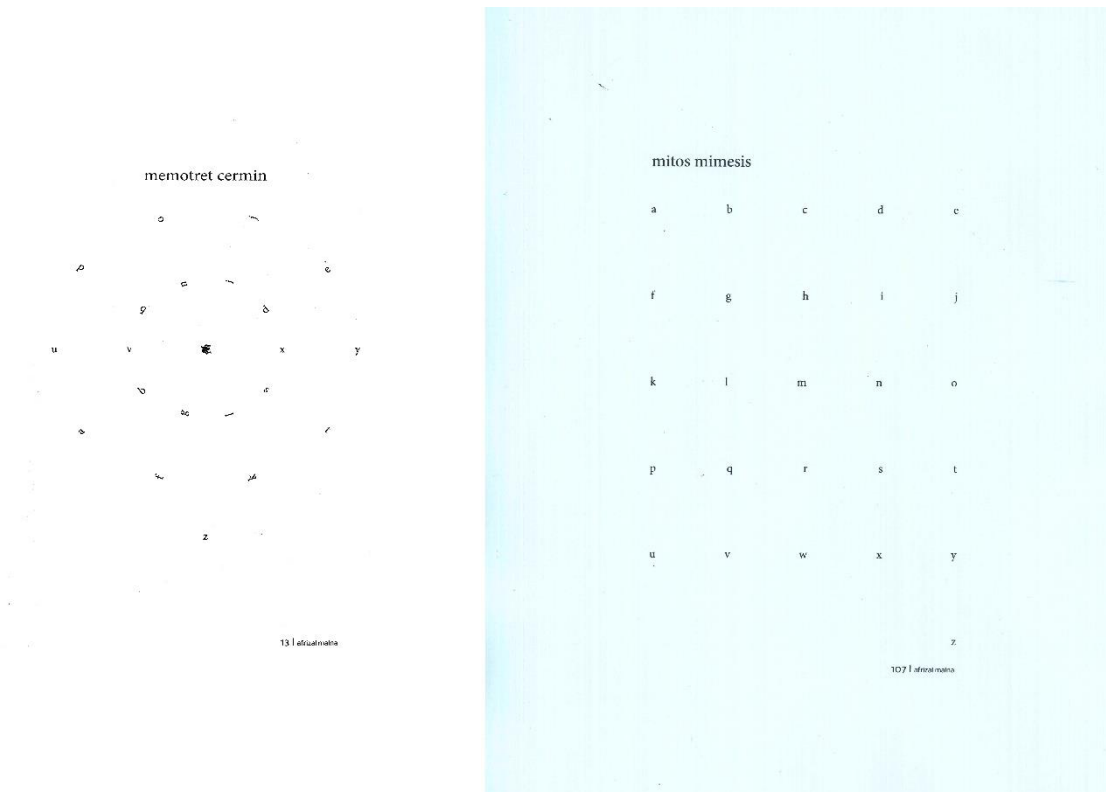 memotret cermin
o j
p e
n i
q d
u v x y
b s
g l
a t
f k
z
13 | afrizal malna
mitos mimesis
a b c d e
f g h i j
k l m n o
p q r s t
u v w x y
z
107 | afrizal malna